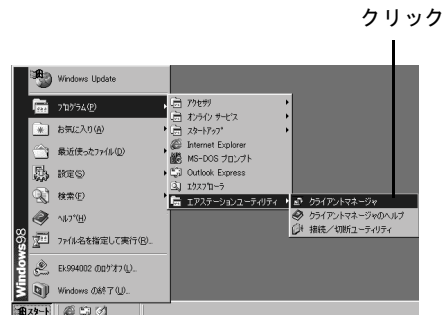 クリック
Windows Update
プログラム(P)
お気に入り(A)
最近使ったファイル(D)
設定(S)
検索(F)
ヘルプ(H)
ファイル名を指定して実行(R)...
Ek994002 のログオフ(L)...
Windows の終了(U)...
Windows98
スタート
アクセサリ
オンライン サービス
スタートアップ
Internet Explorer
MS-DOS プロンプト
Outlook Express
エクスプローラ
エアステーションユーティリティ
クライアントマネージャ
クライアントマネージャのヘルプ
接続／切断ユーティリティ